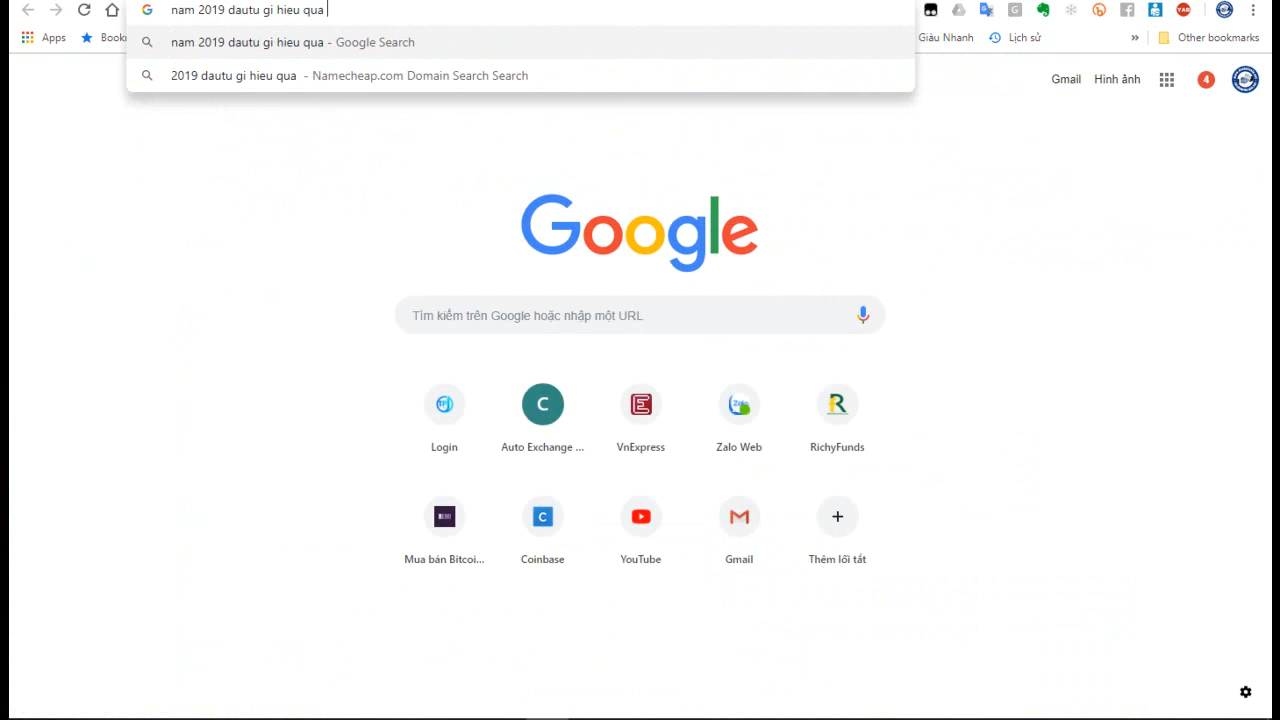 nam 2019 dautu gi hieu qua
Apps
Giàu Nhanh
Lịch sử
»
Other bookmarks
nam 2019 dautu gi hieu qua - Google Search
2019 dautu gi hieu qua - Namecheap.com Domain Search Search
Gmail
Hình ảnh
4
Google
Tìm kiếm trên Google hoặc nhập một URL
C
Login
Auto Exchange ...
VnExpress
Zalo Web
RichyFunds
C
Mua bán Bitcoi...
Coinbase
YouTube
Gmail
Thêm lối tắt